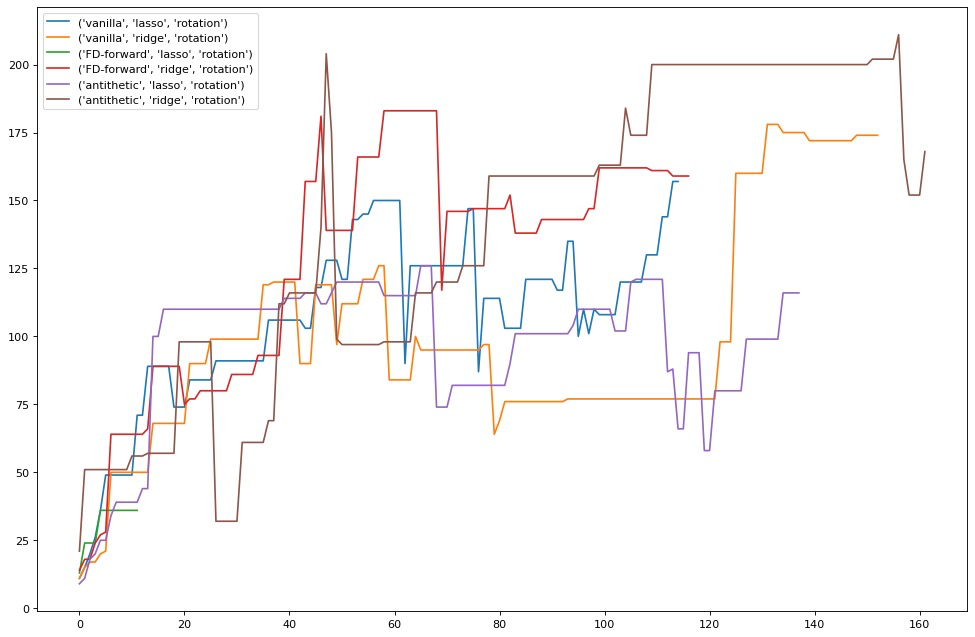 ('vanilla', 'lasso', 'rotation')
('vanilla', 'ridge', 'rotation')
('FD-forward', 'lasso', 'rotation')
('FD-forward', 'ridge', 'rotation')
('antithetic', 'lasso', 'rotation')
('antithetic', 'ridge', 'rotation')
200
175
150
125
100
75
50
25
0
0 20 40 60 80 100 120 140 160